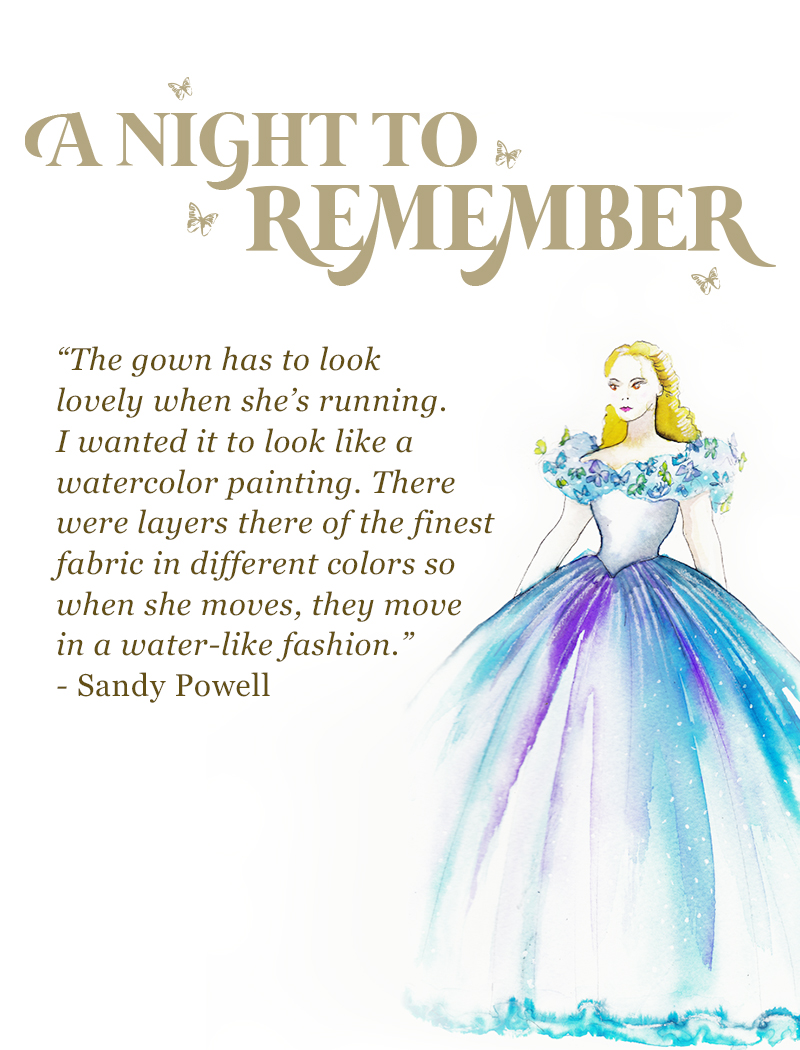 A NIGHT TO
REMEMBER
“The gown has to look
lovely when she’s running.
I wanted it to look like a
watercolor painting. There
were layers there of the finest
fabric in different colors so
when she moves, they move
in a water-like fashion.”
- Sandy Powell